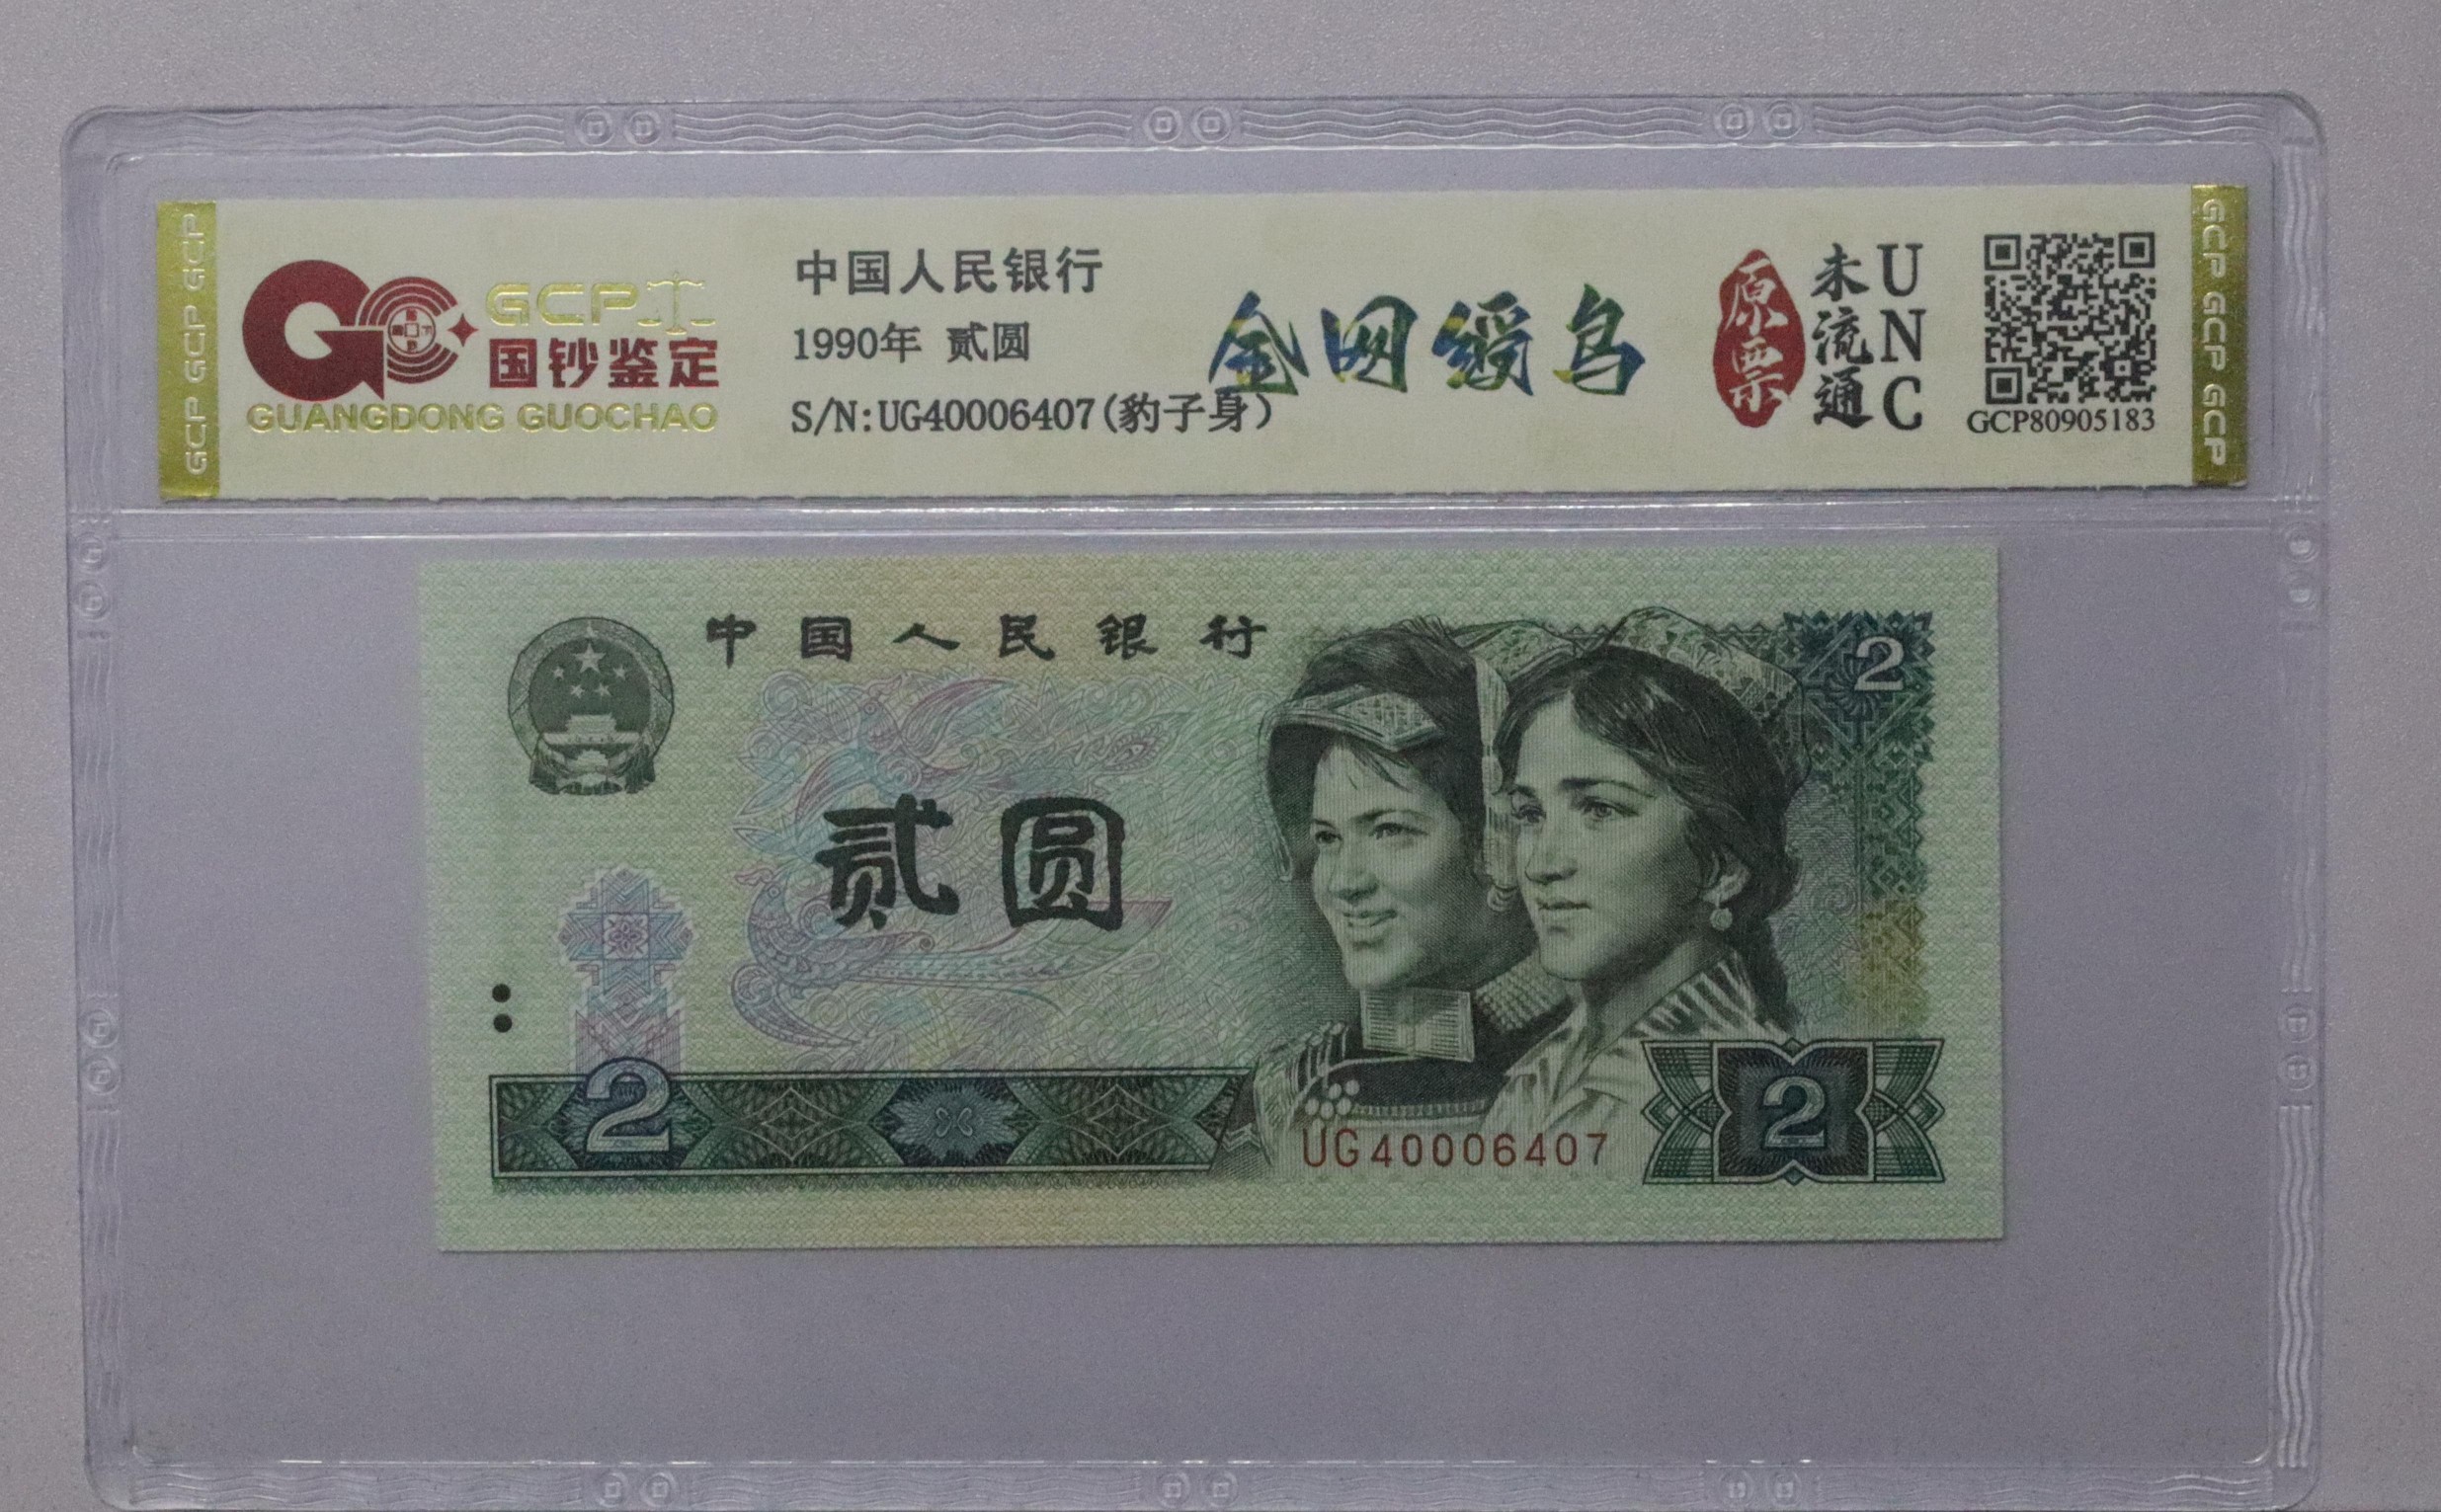 GCP GCP GCP
GCP
国钞鉴定
GUANGDONG GUOCHAO
中国人民银行
1990年 贰圆
S/N:UG40006407(豹子身)
金网绶鸟
原票
未流通
UNC
GCP80905183
GCP GCP GCP
中国人民银行
2
贰圆
2
UG40006407
2